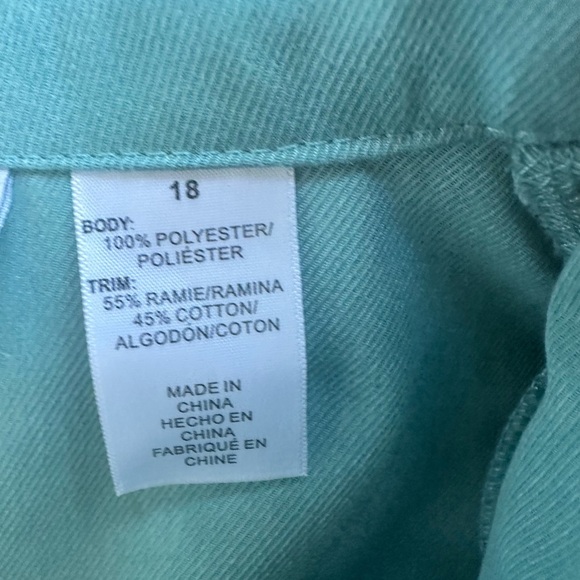 18
BODY:
100% POLYESTER/
POLIÉSTER
TRIM:
55% RAMIE/RAMINA
45% COTTON/
ALGODÓN/COTON
MADE IN
CHINA
HECHO EN
CHINA
FABRIQUÉ EN
CHINE